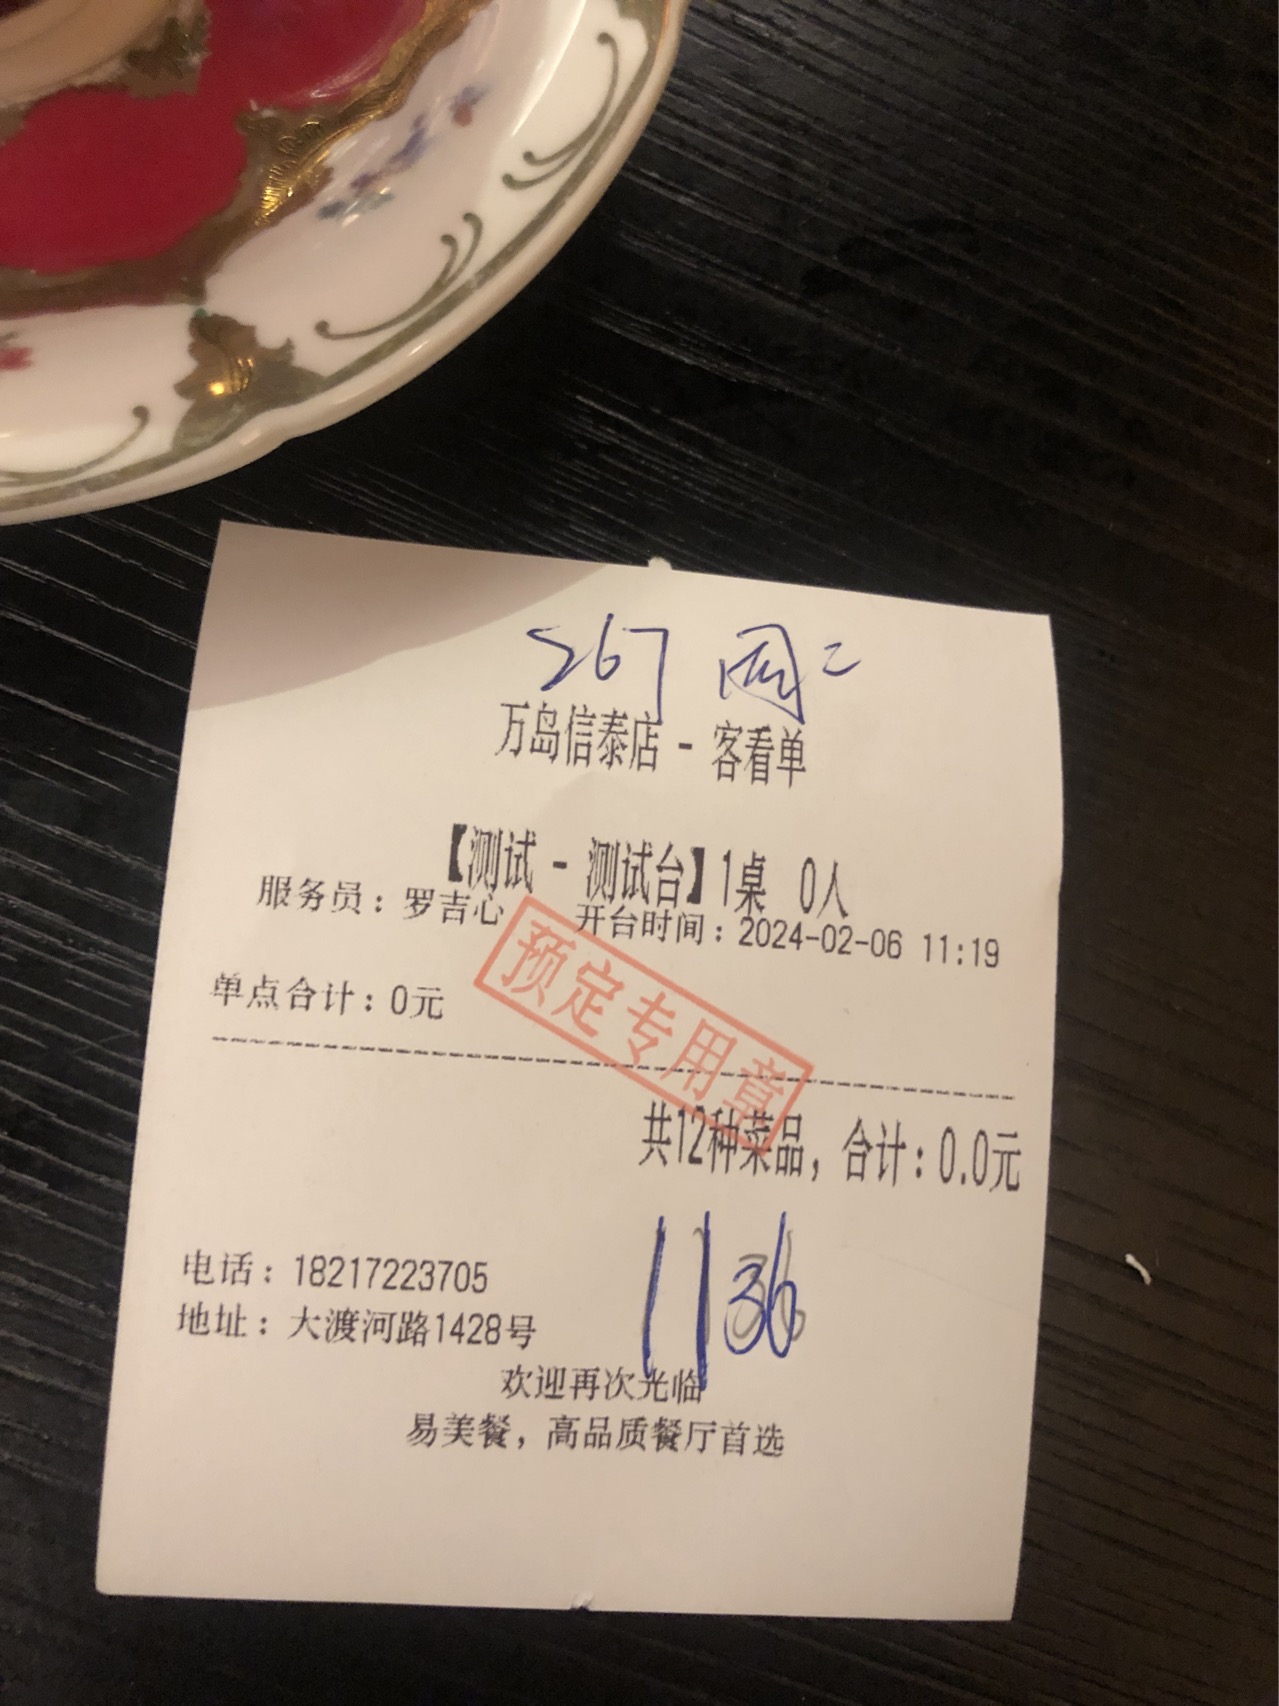 267 网二
万岛信泰店 - 客看单
【测试 - 测试台】1桌 0人
服务员：罗吉心 开台时间：2024-02-06 11:19
预定专用章
单点合计：0元
共12种菜品，合计：0.0元
1136
电话：18217223705
地址：大渡河路1428号
欢迎再次光临
易美餐，高品质餐厅首选